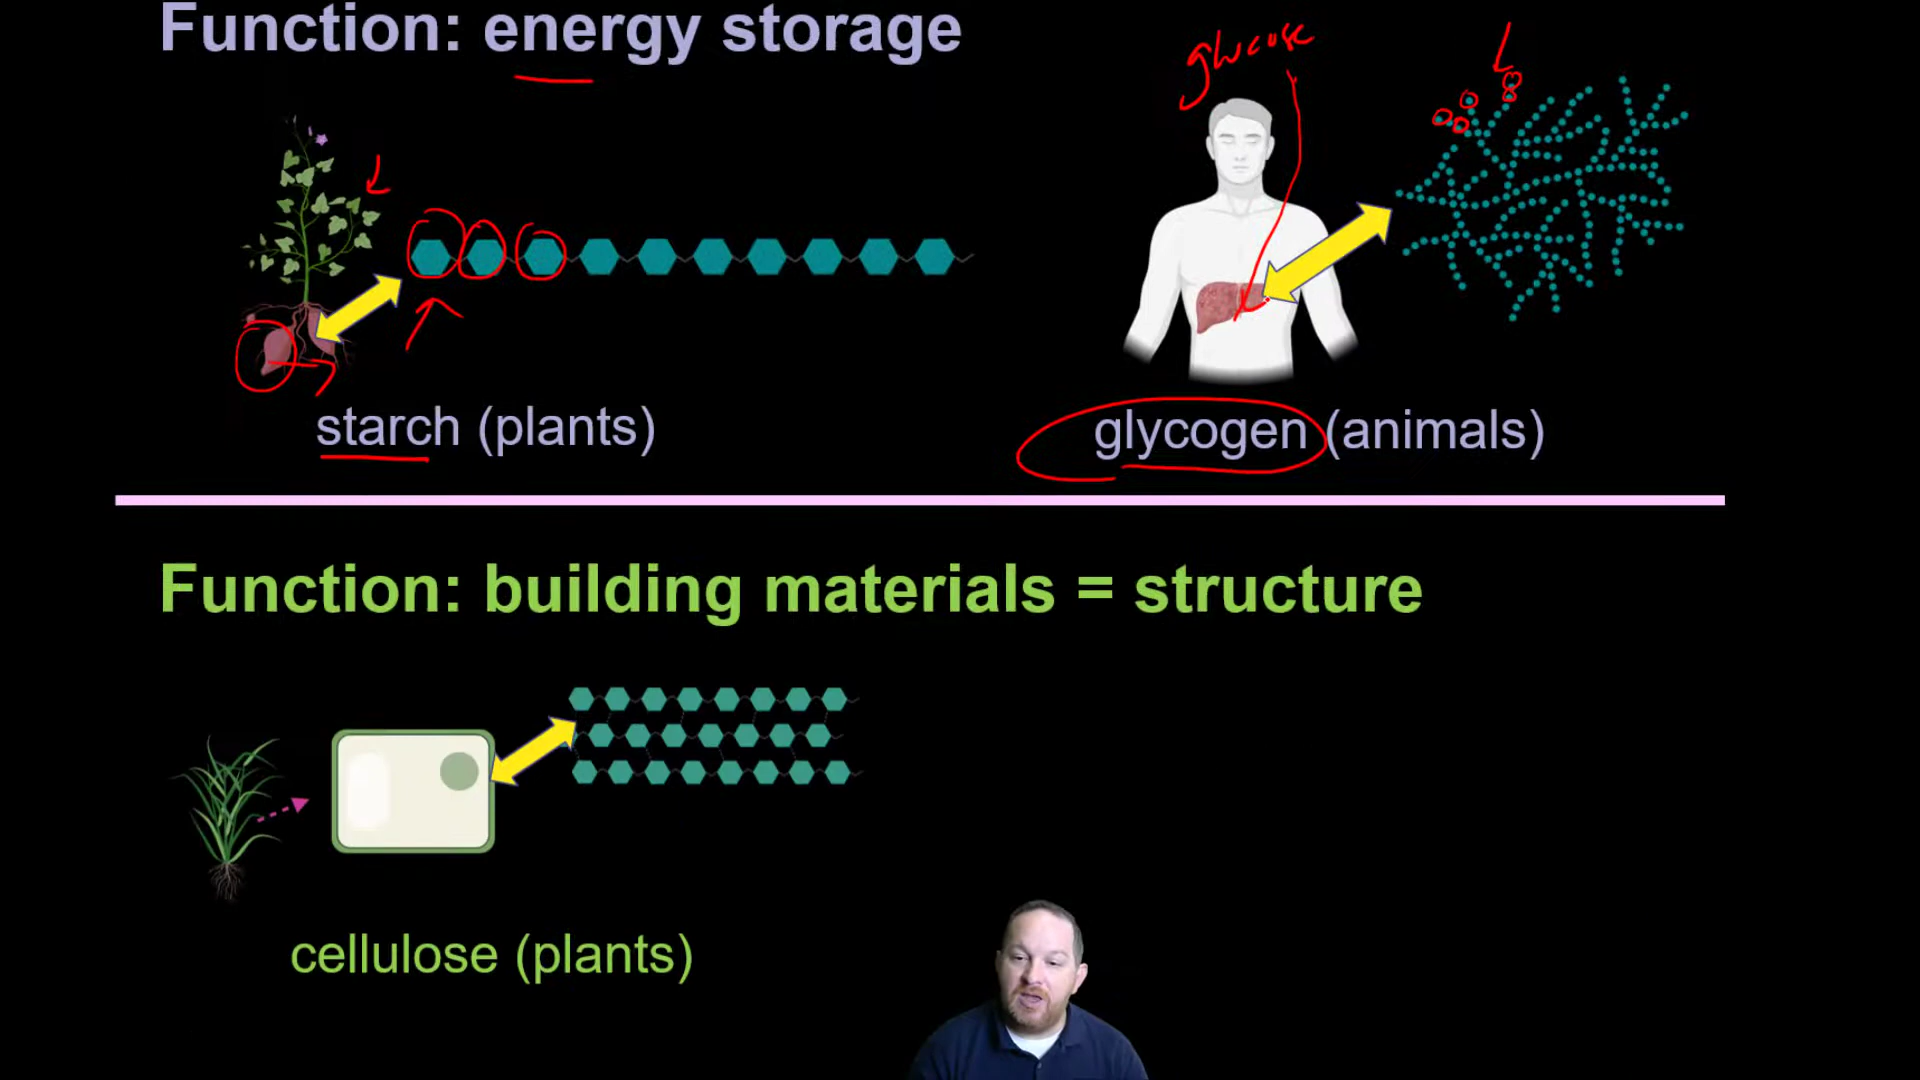 Function: energy storage
glucose
starch (plants)
glycogen (animals)
Function: building materials = structure
cellulose (plants)